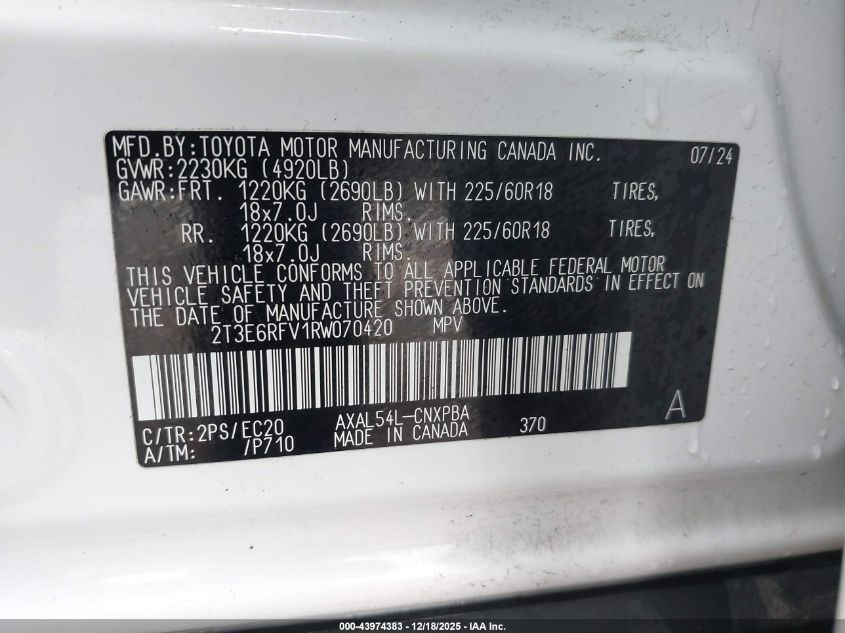 MFD.BY:TOYOTA MOTOR MANUFACTURING CANADA INC. 07/24
GVWR:2230KG (4920LB)
GAWR:FRT. 1220KG (2690LB) WITH 225/60R18 TIRES,
18x7.0J RIMS.
RR. 1220KG (2690LB) WITH 225/60R18 TIRES,
18x7.0J RIMS.
THIS VEHICLE CONFORMS TO ALL APPLICABLE FEDERAL MOTOR
VEHICLE SAFETY AND THEFT PREVENTION STANDARDS IN EFFECT ON
THE DATE OF MANUFACTURE SHOWN ABOVE.
2T3E6RFV1RW070420 MPV
C/TR:2PS/EC20 AXAL54L-CNXPBA 370 A
A/TM: /P710 MADE IN CANADA
000-43974383 - 12/18/2025 - IAA Inc.